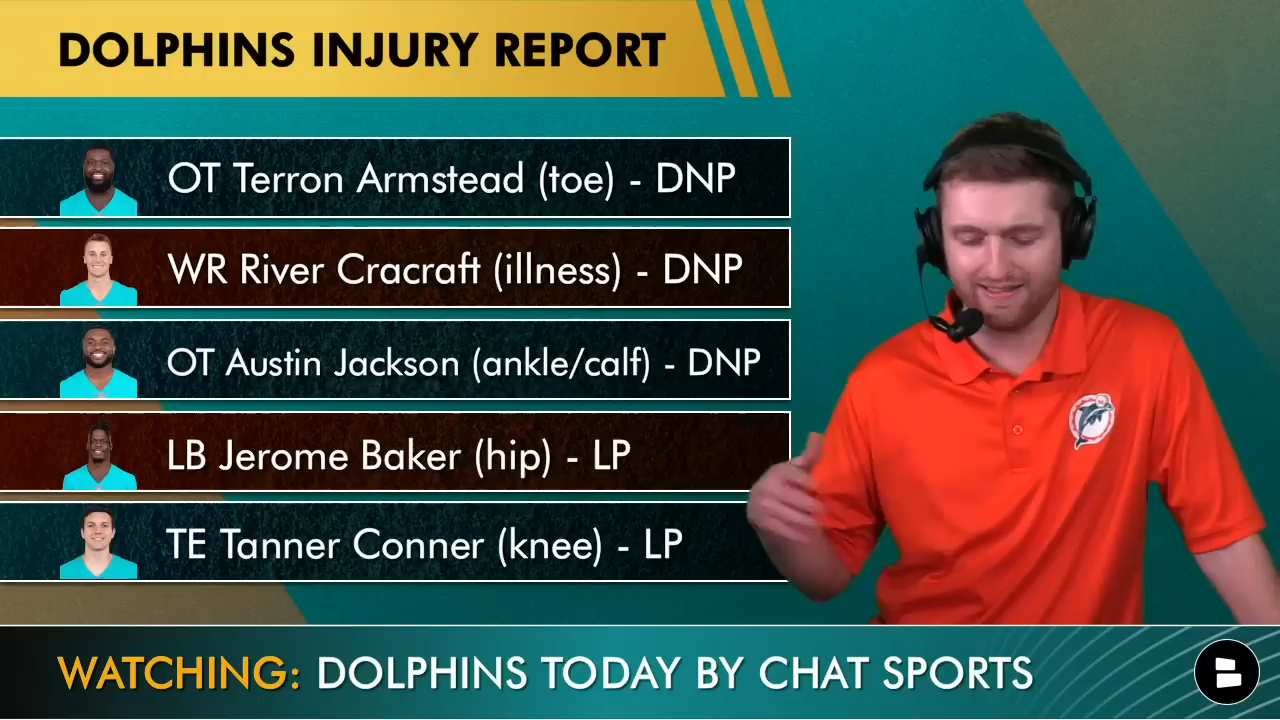 DOLPHINS INJURY REPORT
OT Terron Armstead (toe) - DNP
WR River Cracraft (illness) - DNP
OT Austin Jackson (ankle/calf) - DNP
LB Jerome Baker (hip) - LP
TE Tanner Conner (knee) - LP
WATCHING: DOLPHINS TODAY BY CHAT SPORTS